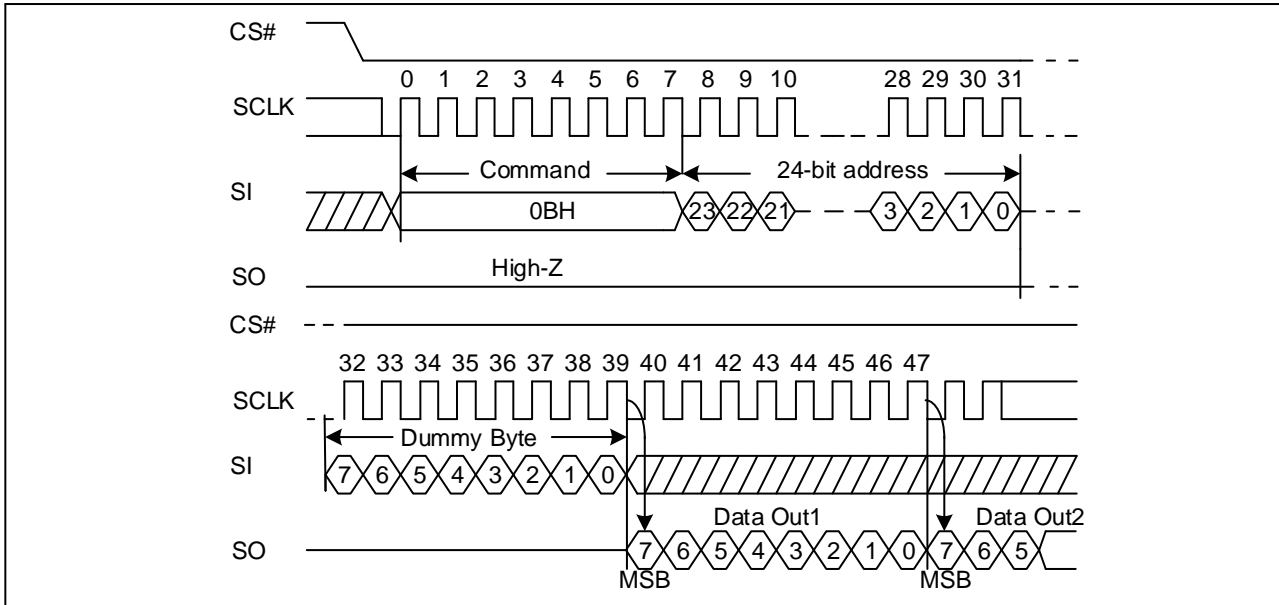 CS#
0 1 2 3 4 5 6 7 8 9 10 28 29 30 31
SCLK
Command 24-bit address
SI
0BH 23 22 21 3 2 1 0
High-Z
SO
CS#
32 33 34 35 36 37 38 39 40 41 42 43 44 45 46 47
SCLK
Dummy Byte
SI
7 6 5 4 3 2 1 0
Data Out1 Data Out2
SO
7 6 5 4 3 2 1 0 7 6 5
MSB MSB